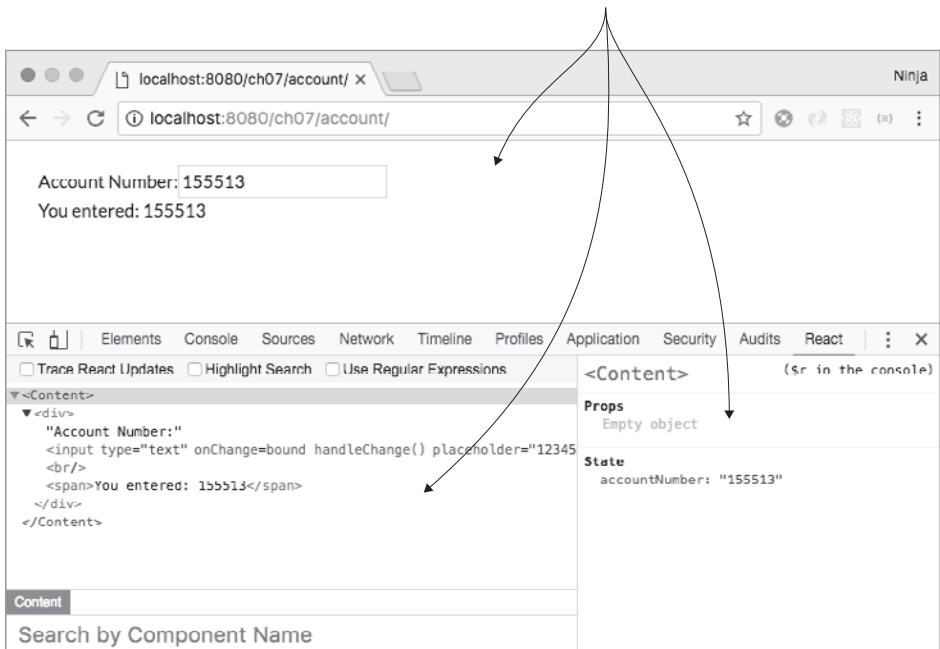 localhost:8080/ch07/account/ ×
Ninja
localhost:8080/ch07/account/
Account Number: 155513
You entered: 155513
Elements Console Sources Network Timeline Profiles Application Security Audits React
Trace React Updates Highlight Search Use Regular Expressions
<Content>
<div>
"Account Number:"
<input type="text" onChange=bound handleChange() placeholder="12345
<br/>
<span>You entered: 155513</span>
</div>
</Content>
Content
Search by Component Name
<Content> ($r in the console)
Props
Empty object
State
accountNumber: "155513"